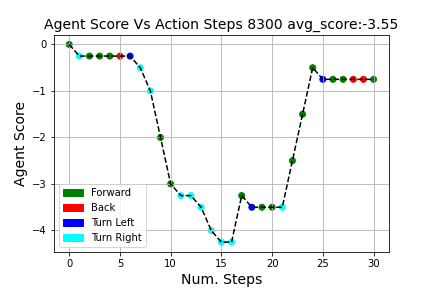 Agent Score Vs Action Steps 8300 avg_score:-3.55
0
−1
−2
−3
−4
Agent Score
Forward
Back
Turn Left
Turn Right
0 5 10 15 20 25 30
Num. Steps